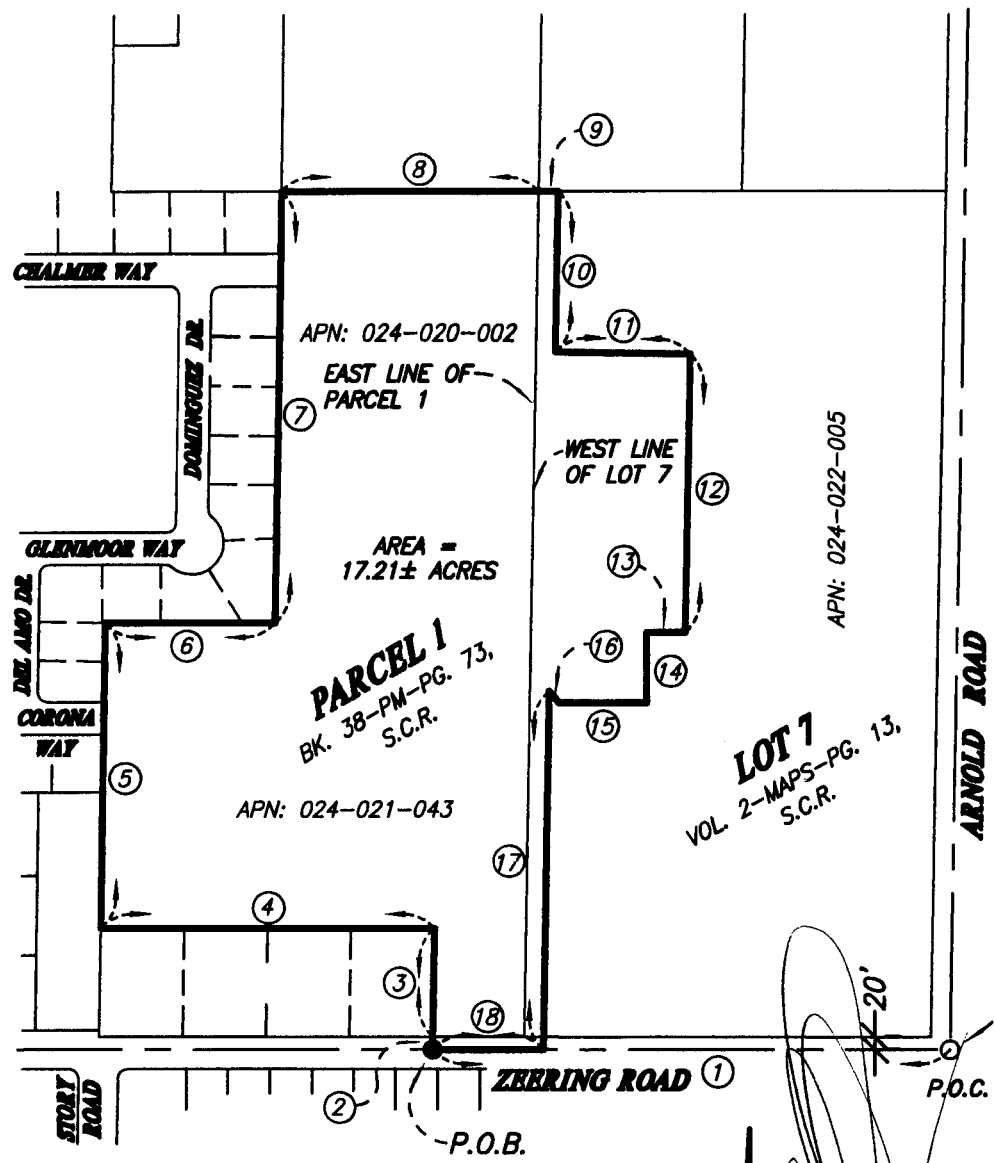 9
8
CHALMER WAY
10
11
APN: 024-020-002
DOMINGUEZ DR.
EAST LINE OF
PARCEL 1
7
WEST LINE
OF LOT 7
APN: 024-022-005
12
GLENMOOR WAY
AREA =
17.21± ACRES
13
DEL AMO DR.
6
16
14
15
PARCEL 1
BK. 38-PM-PG. 73,
S.C.R.
CORONA
WAY
5
LOT 7
VOL. 2-MAPS-PG. 13,
S.C.R.
ARNOLD ROAD
APN: 024-021-043
17
4
3
18
20'
ZEERING ROAD
1
P.O.C.
STORY
ROAD
2
P.O.B.